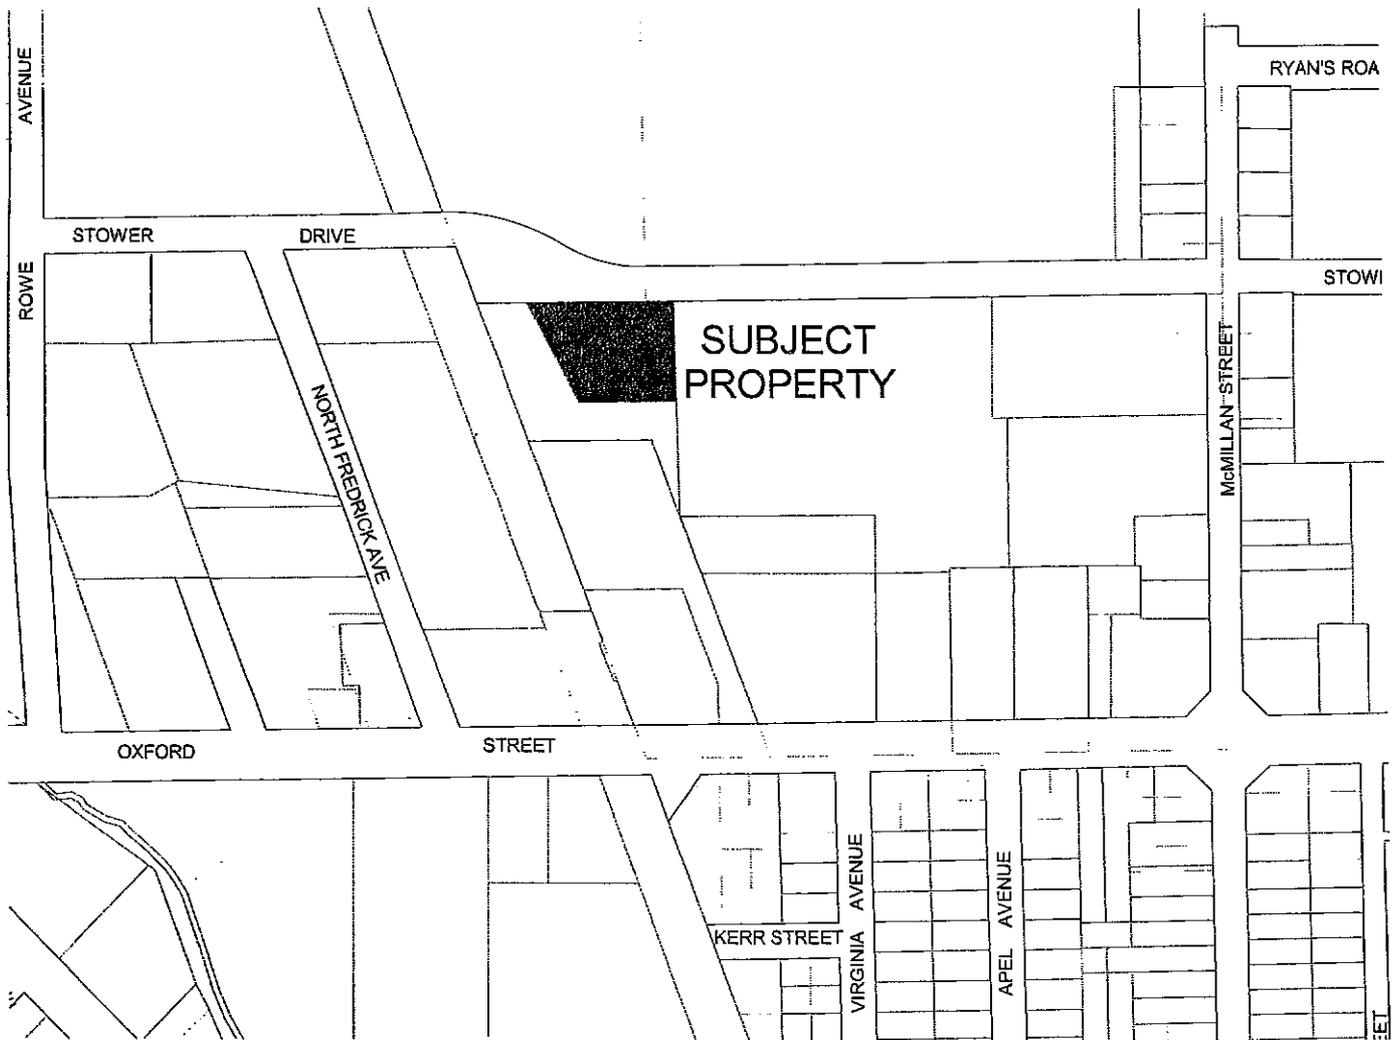 AVENUE
RYAN'S ROA
STOWER
DRIVE
ROWE
STOWI
SUBJECT
PROPERTY
McMILLAN STREET
NORTH FREDRICK AVE
OXFORD
STREET
VIRGINIA AVENUE
APEL AVENUE
KERR STREET
EET